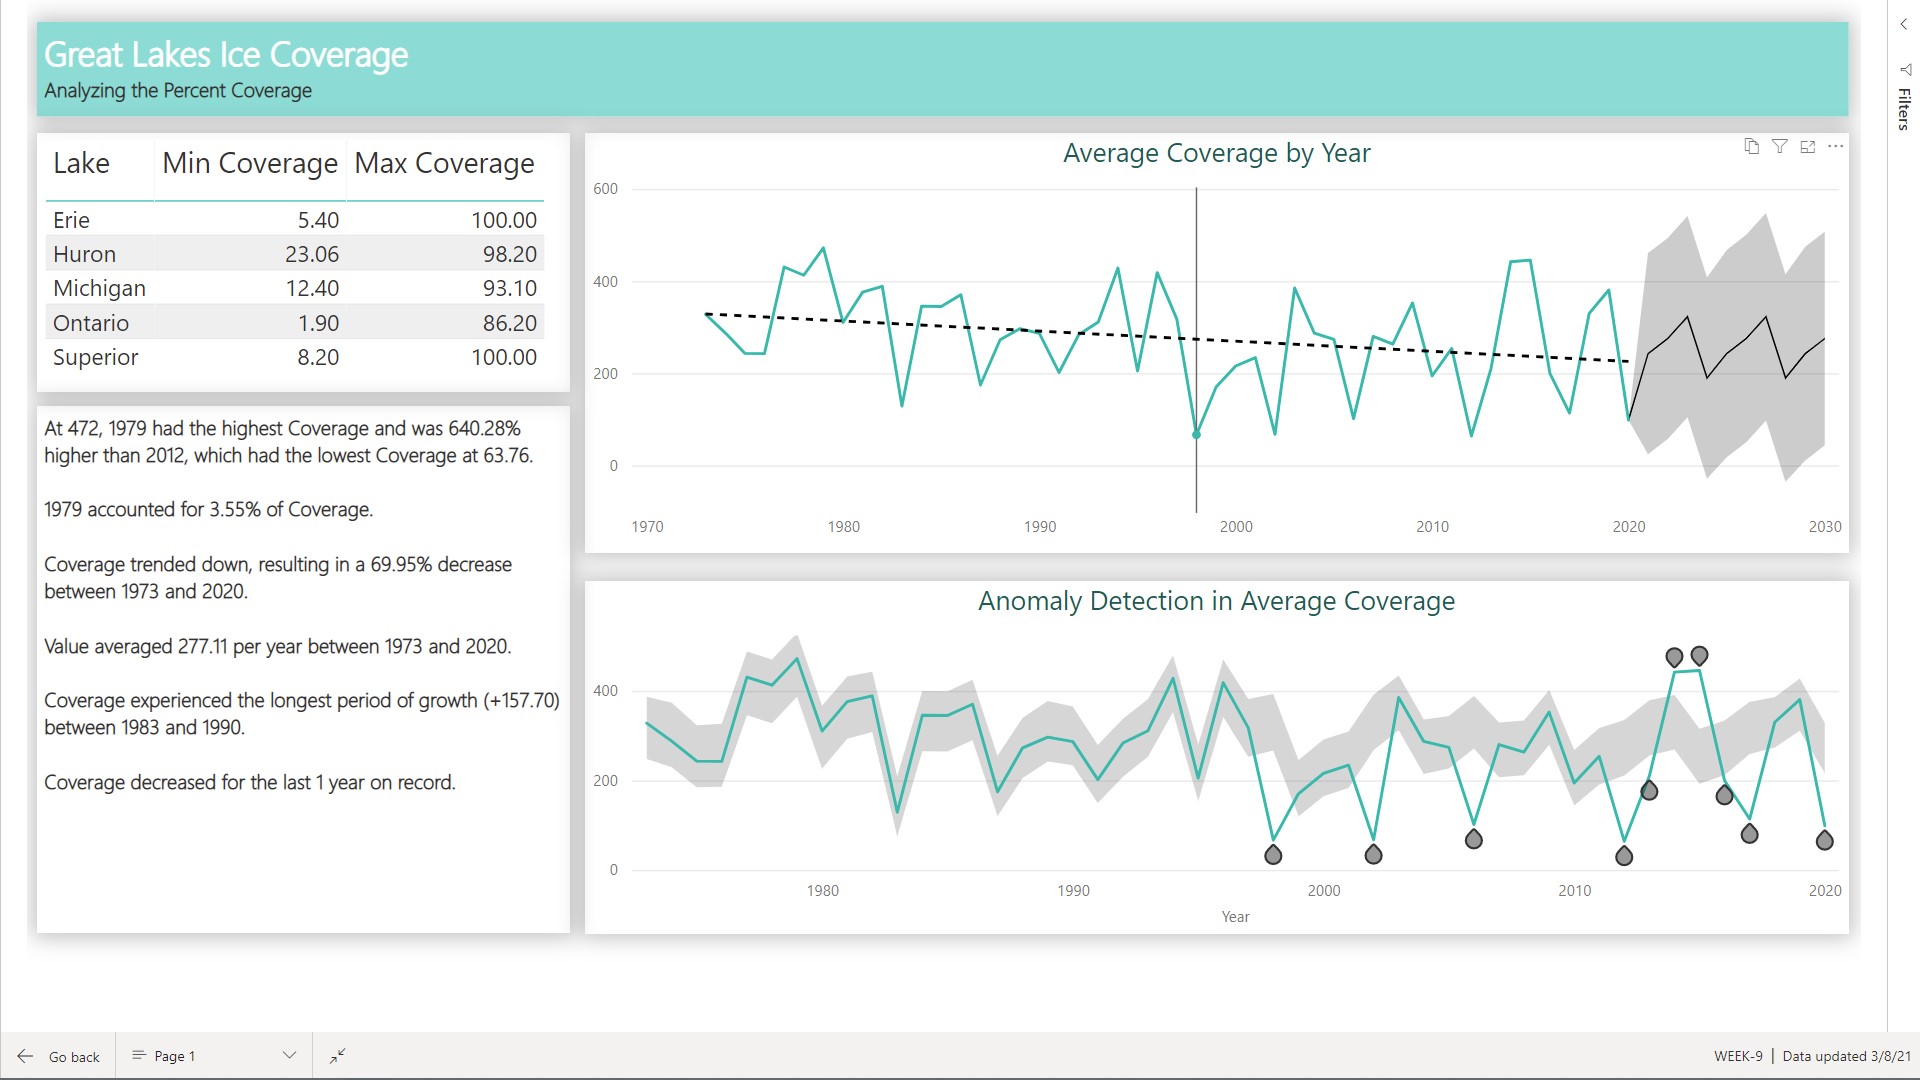 Great Lakes Ice Coverage
Analyzing the Percent Coverage
Filters
Lake Min Coverage Max Coverage
Erie 5.40 100.00
Huron 23.06 98.20
Michigan 12.40 93.10
Ontario 1.90 86.20
Superior 8.20 100.00
At 472, 1979 had the highest Coverage and was 640.28%
higher than 2012, which had the lowest Coverage at 63.76.
1979 accounted for 3.55% of Coverage.
Coverage trended down, resulting in a 69.95% decrease
between 1973 and 2020.
Value averaged 277.11 per year between 1973 and 2020.
Coverage experienced the longest period of growth (+157.70)
between 1983 and 1990.
Coverage decreased for the last 1 year on record.
Average Coverage by Year
600
400
200
0
1970 1980 1990 2000 2010 2020 2030
Anomaly Detection in Average Coverage
400
200
0
1980 1990 2000 2010 2020
Year
Go back Page 1 WEEK-9 | Data updated 3/8/21